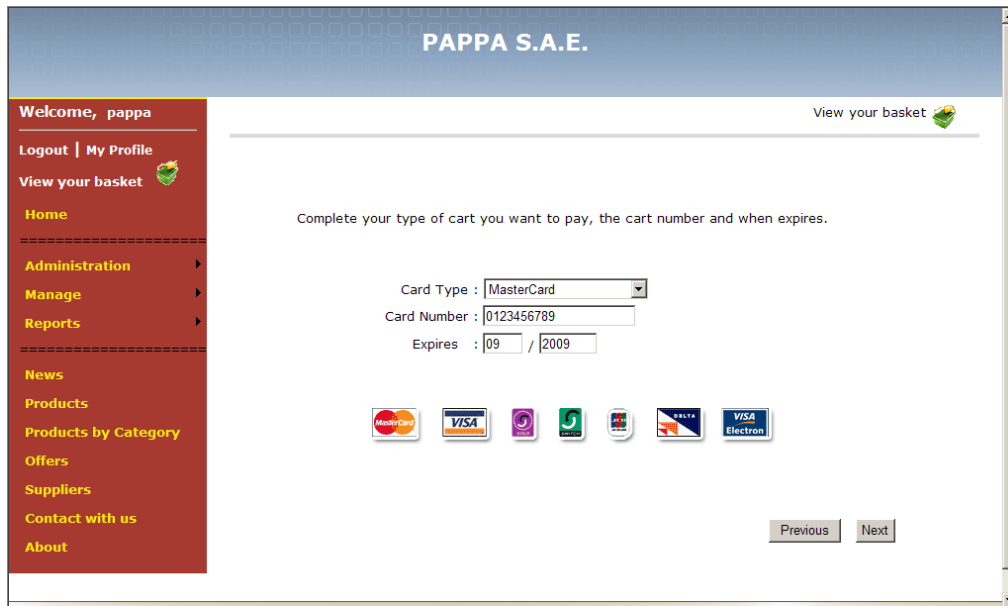 PAPPA S.A.E.
Welcome, pappa
View your basket
Logout | My Profile
View your basket
Home
=====================
Administration
Manage
Reports
=====================
News
Products
Products by Category
Offers
Suppliers
Contact with us
About
Complete your type of cart you want to pay, the cart number and when expires.
Card Type : MasterCard
Card Number : 0123456789
Expires : 09 / 2009
MasterCard VISA SOLO SWITCH JCB DELTA VISA Electron
Previous Next